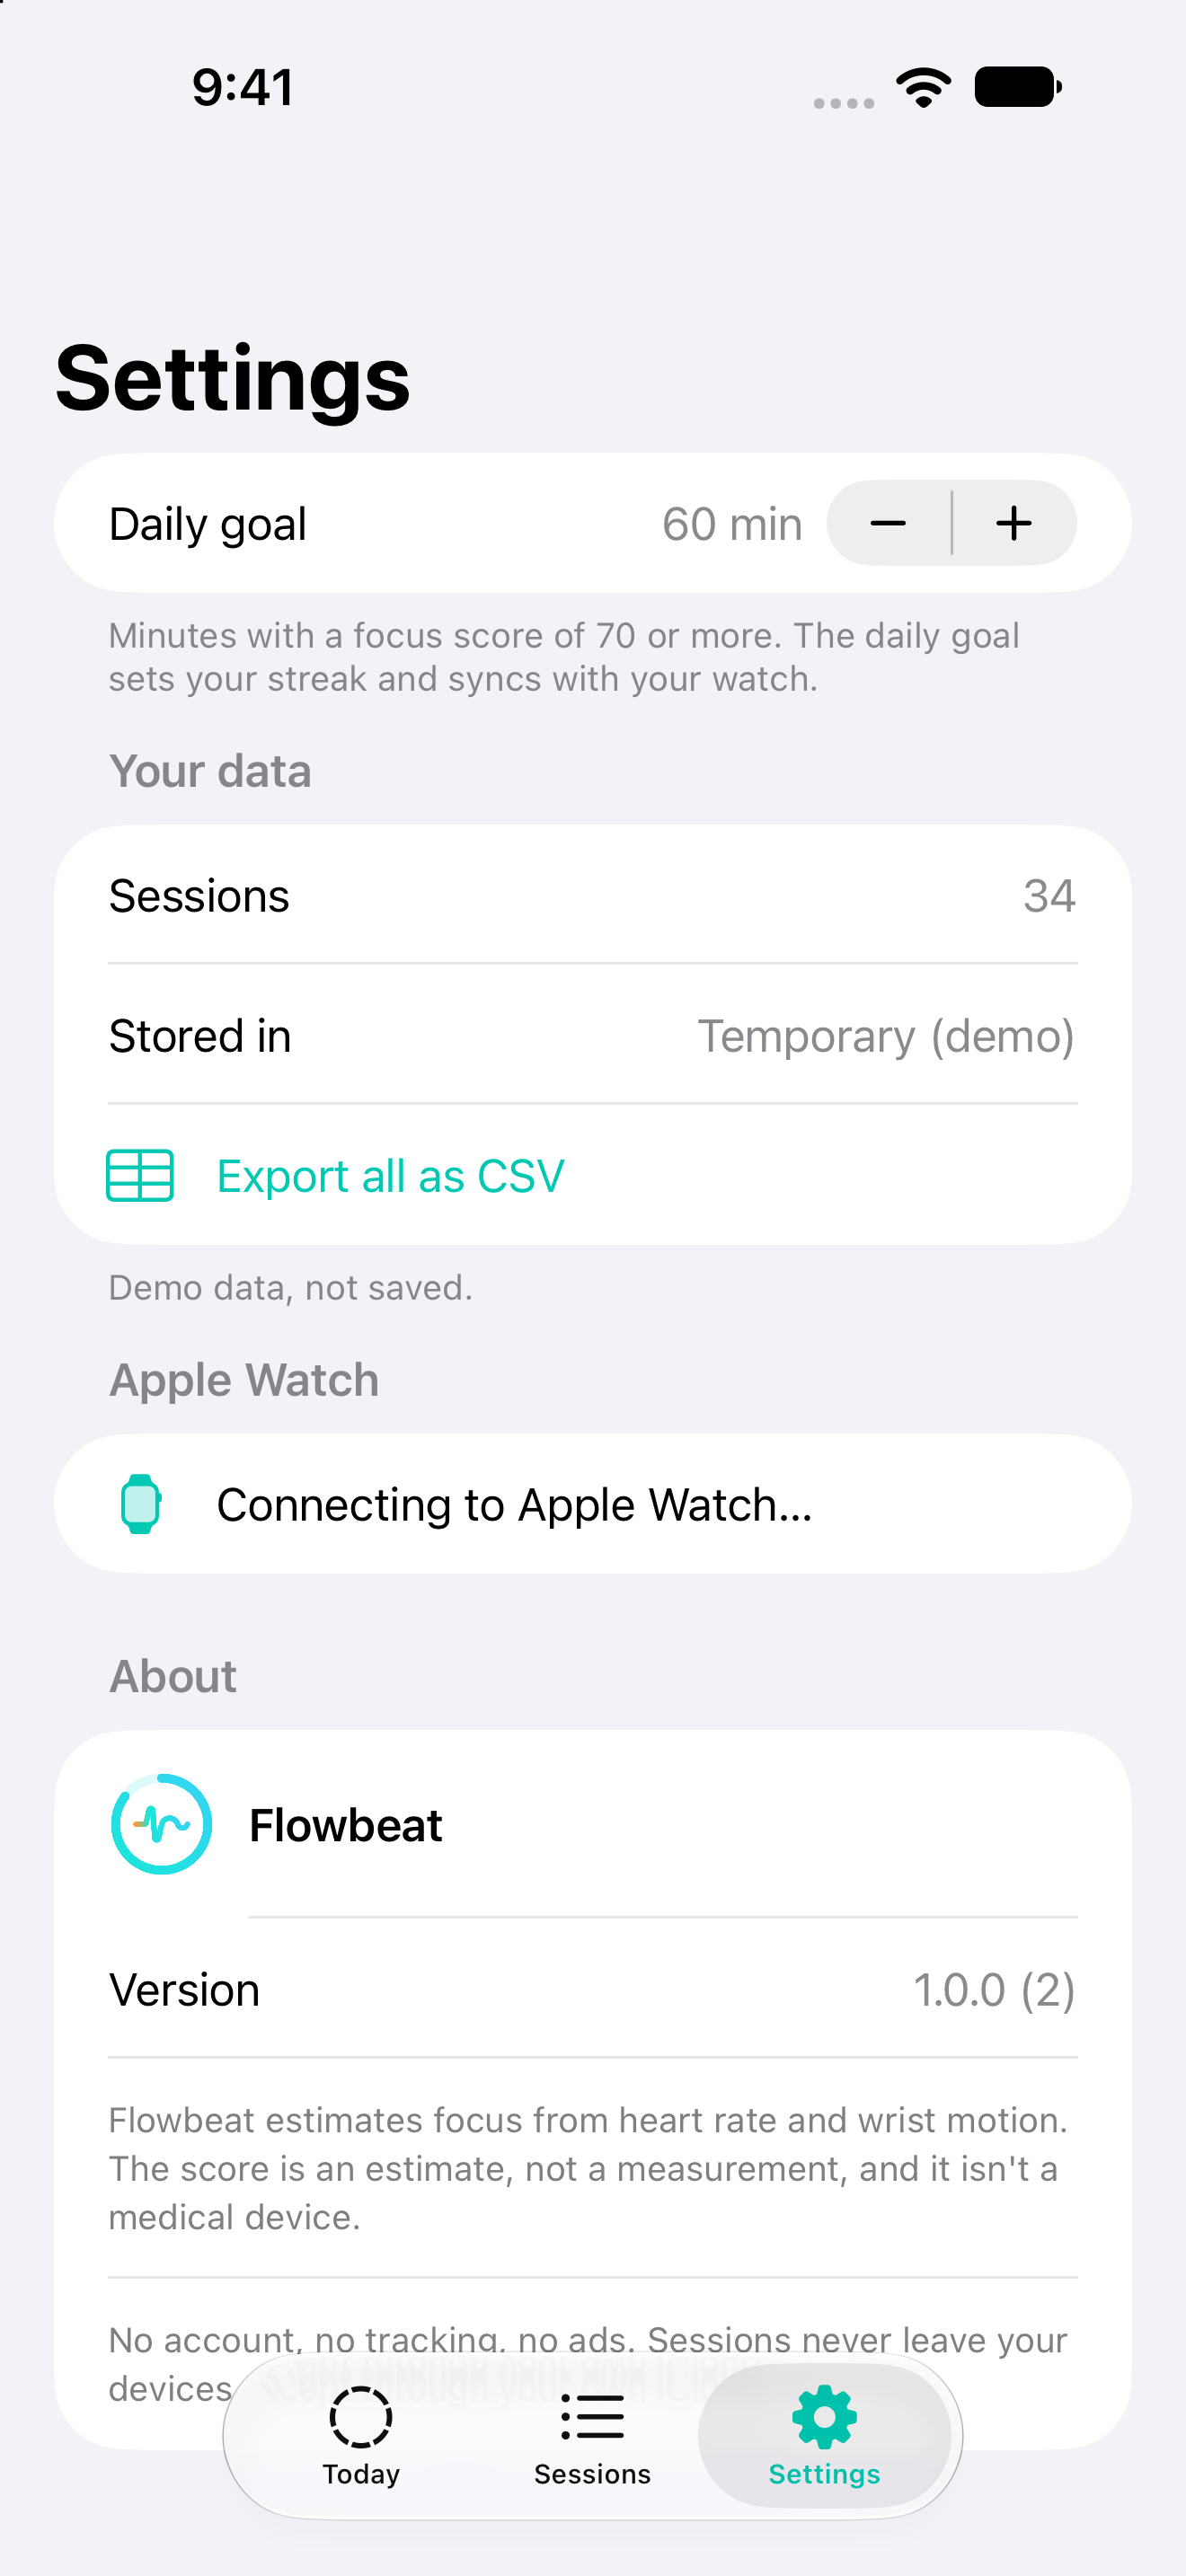 9:41
Settings
Daily goal
60 min
Minutes with a focus score of 70 or more. The daily goal
sets your streak and syncs with your watch.
Your data
Sessions
34
Stored in
Temporary (demo)
Export all as CSV
Demo data, not saved.
Apple Watch
Connecting to Apple Watch...
About
Flowbeat
Version
1.0.0 (2)
Flowbeat estimates focus from heart rate and wrist motion.
The score is an estimate, not a measurement, and it isn't a
medical device.
No account, no tracking, no ads. Sessions never leave your
devices
Today
Sessions
Settings